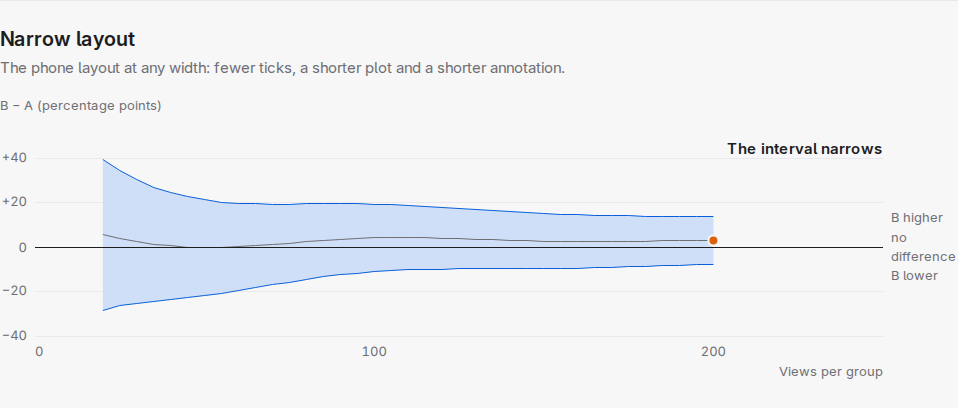 Narrow layout
The phone layout at any width: fewer ticks, a shorter plot and a shorter annotation.
B − A (percentage points)
The interval narrows
+40
+20
0
−20
−40
B higher
no
difference
B lower
0 100 200
Views per group